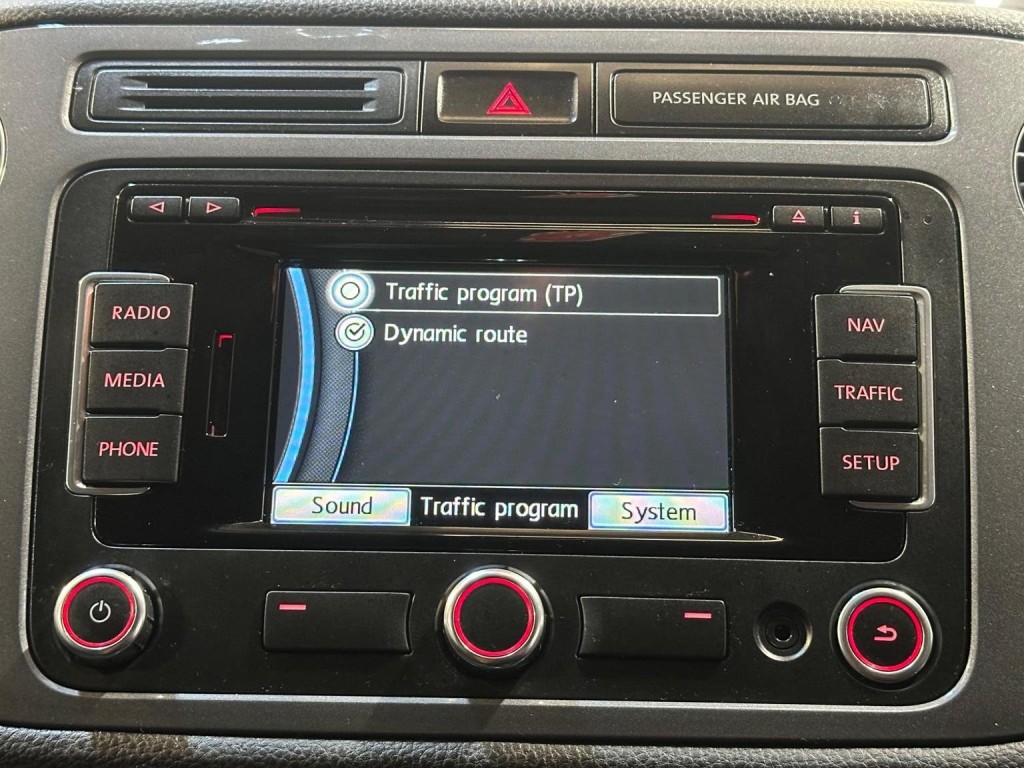 PASSENGER AIR BAG
RADIO
MEDIA
PHONE
Traffic program (TP)
Dynamic route
Sound
Traffic program
System
NAV
TRAFFIC
SETUP
i